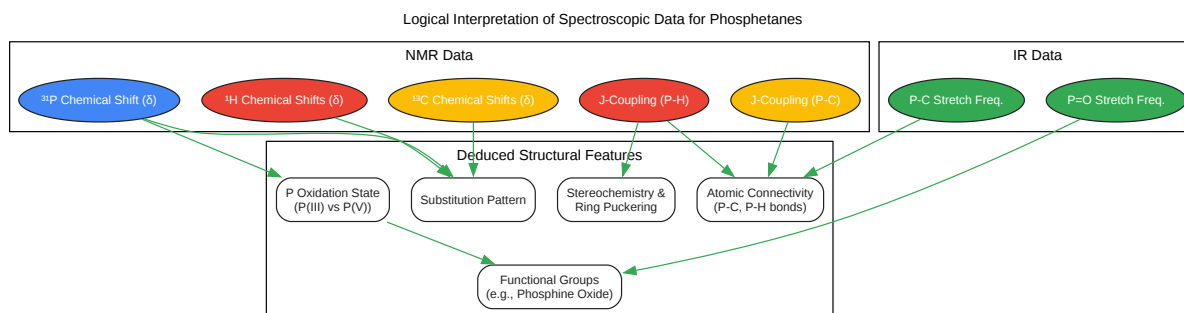 Logical Interpretation of Spectroscopic Data for Phosphetanes
NMR Data
IR Data
³¹P Chemical Shift (δ)
¹H Chemical Shifts (δ)
¹³C Chemical Shifts (δ)
J-Coupling (P-H)
J-Coupling (P-C)
P-C Stretch Freq.
P=O Stretch Freq.
Deduced Structural Features
P Oxidation State
(P(III) vs P(V))
Substitution Pattern
Stereochemistry &
Ring Puckering
Atomic Connectivity
(P-C, P-H bonds)
Functional Groups
(e.g., Phosphine Oxide)